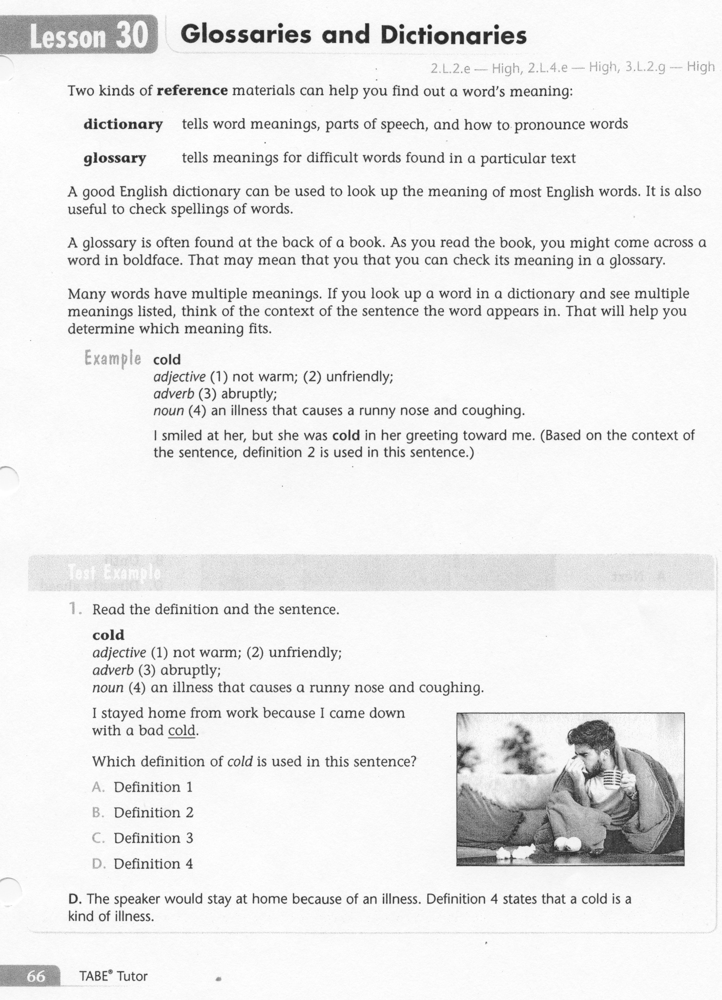 Lesson 30
Glossaries and Dictionaries
2.L.2.e — High, 2.L.4.e — High, 3.L.2.g — High
Two kinds of reference materials can help you find out a word's meaning:
dictionary tells word meanings, parts of speech, and how to pronounce words
glossary tells meanings for difficult words found in a particular text
A good English dictionary can be used to look up the meaning of most English words. It is also
useful to check spellings of words.
A glossary is often found at the back of a book. As you read the book, you might come across a
word in boldface. That may mean that you that you can check its meaning in a glossary.
Many words have multiple meanings. If you look up a word in a dictionary and see multiple
meanings listed, think of the context of the sentence the word appears in. That will help you
determine which meaning fits.
Example cold
adjective (1) not warm; (2) unfriendly;
adverb (3) abruptly;
noun (4) an illness that causes a runny nose and coughing.
I smiled at her, but she was cold in her greeting toward me. (Based on the context of
the sentence, definition 2 is used in this sentence.)
Test Example
1. Read the definition and the sentence.
cold
adjective (1) not warm; (2) unfriendly;
adverb (3) abruptly;
noun (4) an illness that causes a runny nose and coughing.
I stayed home from work because I came down
with a bad cold.
Which definition of cold is used in this sentence?
A. Definition 1
B. Definition 2
C. Definition 3
D. Definition 4
D. The speaker would stay at home because of an illness. Definition 4 states that a cold is a
kind of illness.
66 TABE® Tutor